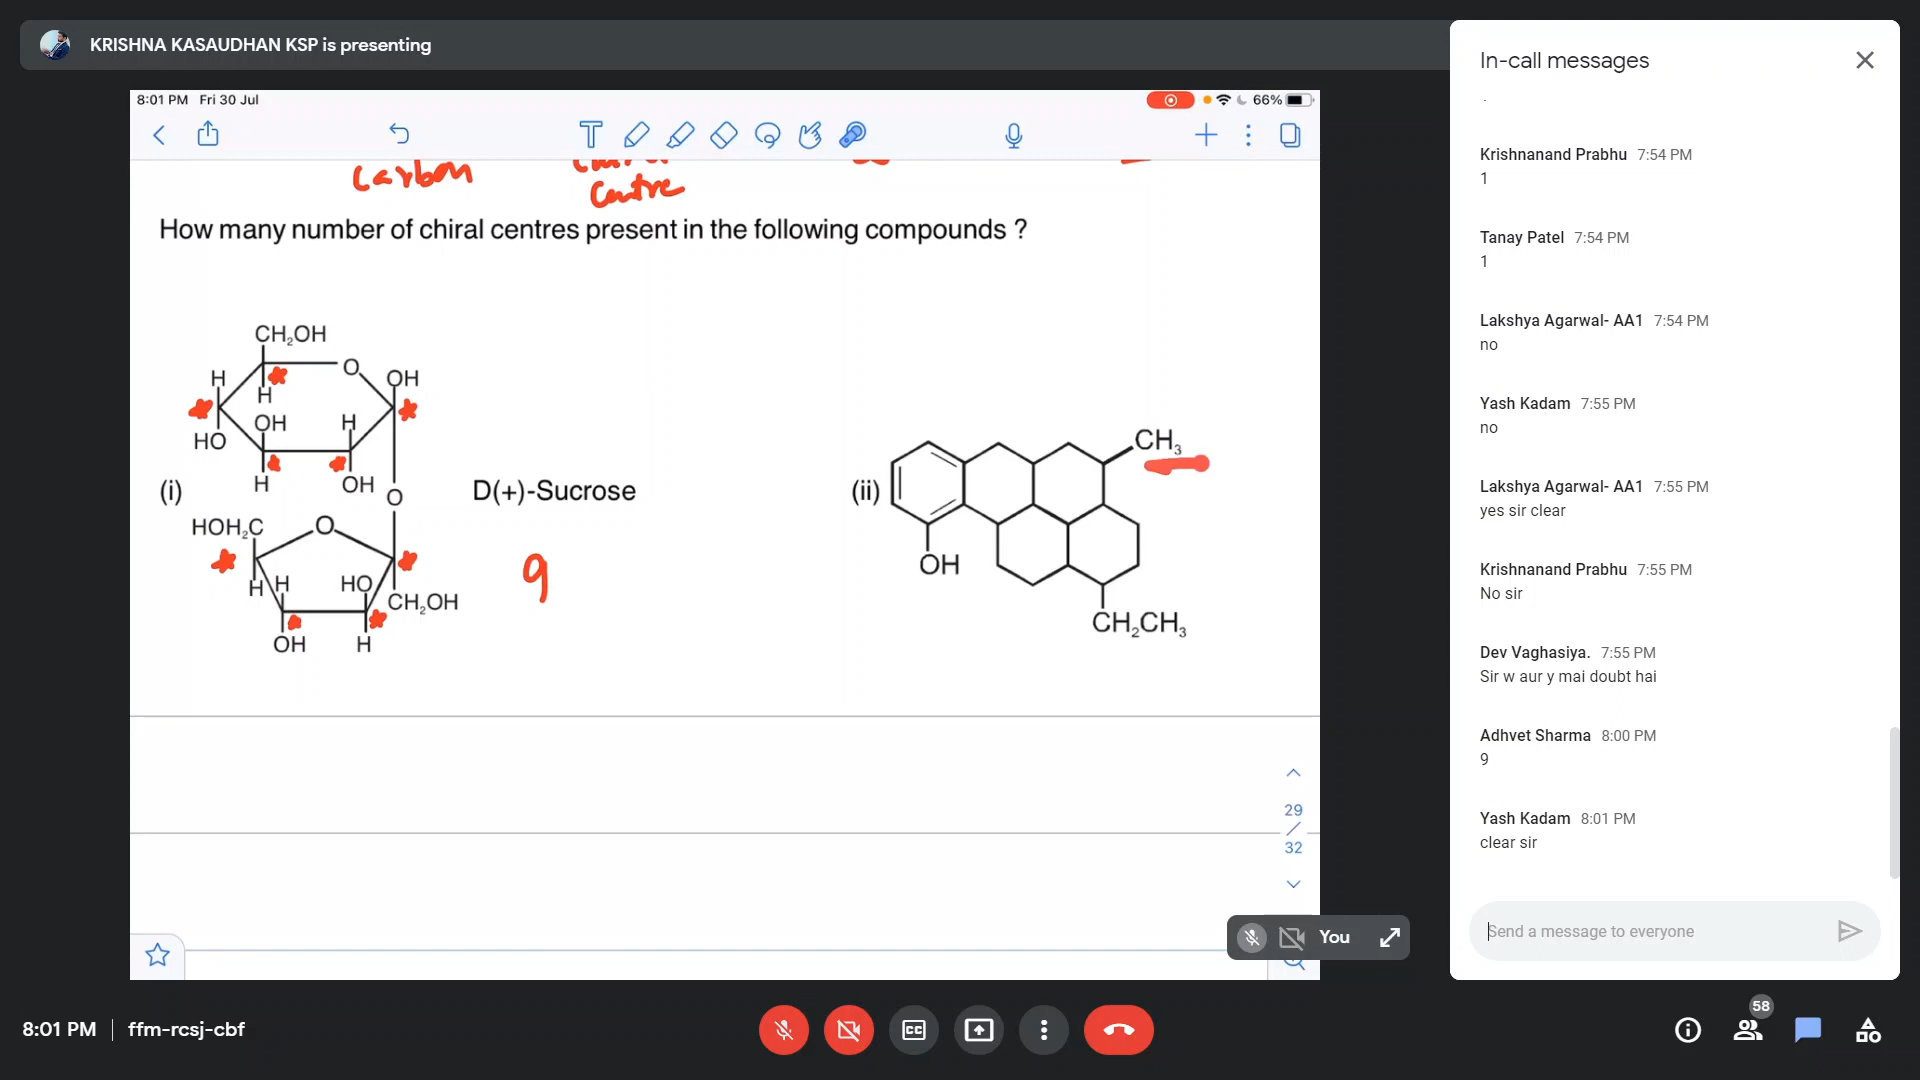 KRISHNA KASAUDHAN KSP is presenting
8:01 PM Fri 30 Jul
66%
Carbon
Centre
How many number of chiral centres present in the following compounds ?
CH₂OH
O
H
OH
H
OH
H
HO
H
OH
(i)
O
D(+)-Sucrose
HOH₂C
O
H
H
HO
CH₂OH
OH
H
9
(ii)
CH₃
OH
CH₂CH₃
29
/
32
You
In-call messages
Krishnanand Prabhu 7:54 PM
1
Tanay Patel 7:54 PM
1
Lakshya Agarwal- AA1 7:54 PM
no
Yash Kadam 7:55 PM
no
Lakshya Agarwal- AA1 7:55 PM
yes sir clear
Krishnanand Prabhu 7:55 PM
No sir
Dev Vaghasiya. 7:55 PM
Sir w aur y mai doubt hai
Adhvet Sharma 8:00 PM
9
Yash Kadam 8:01 PM
clear sir
Send a message to everyone
8:01 PM | ffm-rcsj-cbf
CC
58